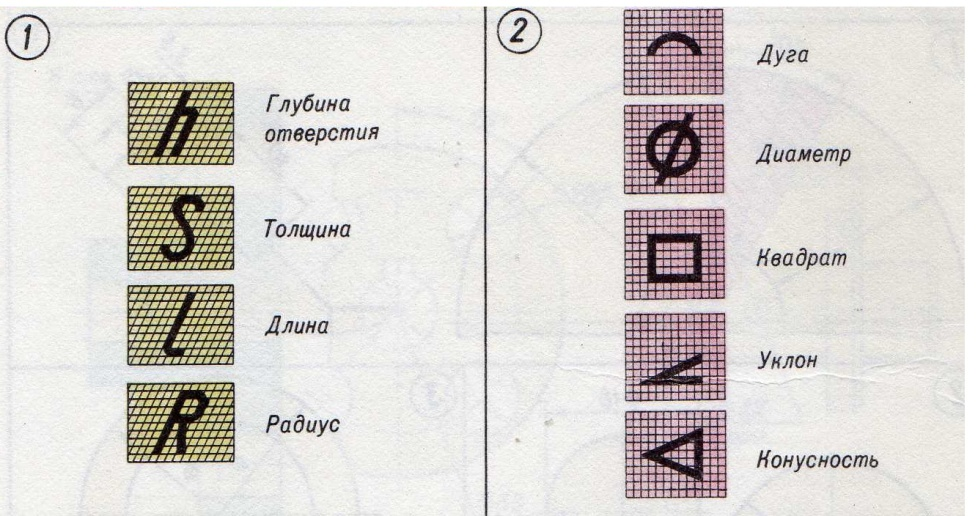 1
h
Глубина
отверстия
S
Толщина
l
Длина
R
Радиус
2
Дуга
Ø
Диаметр
Квадрат
Уклон
Конусность